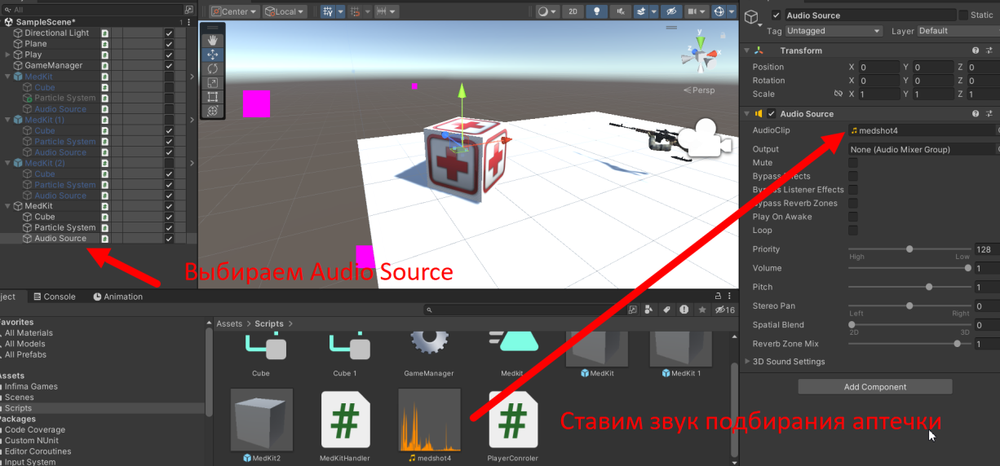 All
SampleScene*
Directional Light
Plane
Play
GameManager
MedKit
Cube
Particle System
Audio Source
MedKit (1)
Cube
Particle System
Audio Source
MedKit (2)
Cube
Particle System
Audio Source
MedKit
Cube
Particle System
Audio Source
Center
Local
2D
y
x
z
Persp
Выбираем Audio Source
Audio Source
Static
Tag Untagged
Layer Default
Transform
Position X 0 Y 0 Z 0
Rotation X 0 Y 0 Z 0
Scale X 1 Y 1 Z 1
Audio Source
AudioClip medshot4
Output None (Audio Mixer Group)
Mute
Bypass Effects
Bypass Listener Effects
Bypass Reverb Zones
Play On Awake
Loop
Priority 128
High Low
Volume 1
Pitch 1
Stereo Pan 0
Left Right
Spatial Blend 0
2D 3D
Reverb Zone Mix 1
3D Sound Settings
Add Component
ject Console Animation
16
avorites
All Materials
All Models
All Prefabs
ssets
Infima Games
Scenes
Scripts
ackages
Code Coverage
Custom NUnit
Editor Coroutines
Input System
Assets > Scripts >
Cube Cube 1 GameManager Medkit MedKit MedKit 1
MedKit2 MedKitHandler medshot4 PlayerConroler
Ставим звук подбирания аптечки